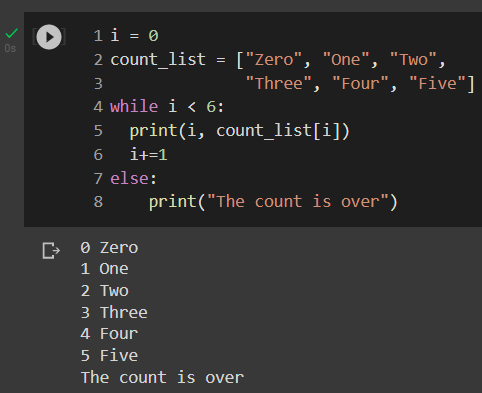 0s
1 i = 0
2 count_list = ["Zero", "One", "Two",
3               "Three", "Four", "Five"]
4 while i < 6:
5   print(i, count_list[i])
6   i+=1
7 else:
8     print("The count is over")
0 Zero
1 One
2 Two
3 Three
4 Four
5 Five
The count is over